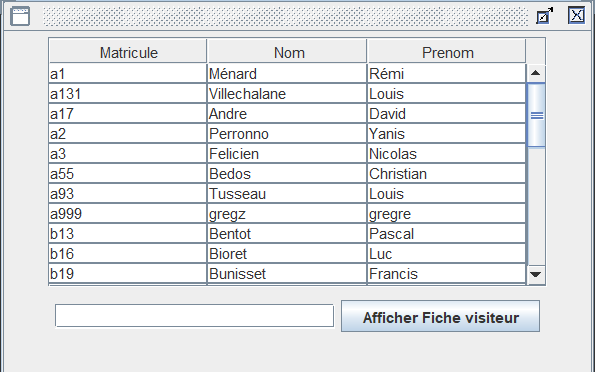 Matricule Nom Prenom
a1 Ménard Rémi
a131 Villechalane Louis
a17 Andre David
a2 Perronno Yanis
a3 Felicien Nicolas
a55 Bedos Christian
a93 Tusseau Louis
a999 gregz gregre
b13 Bentot Pascal
b16 Bioret Luc
b19 Bunisset Francis
Afficher Fiche visiteur